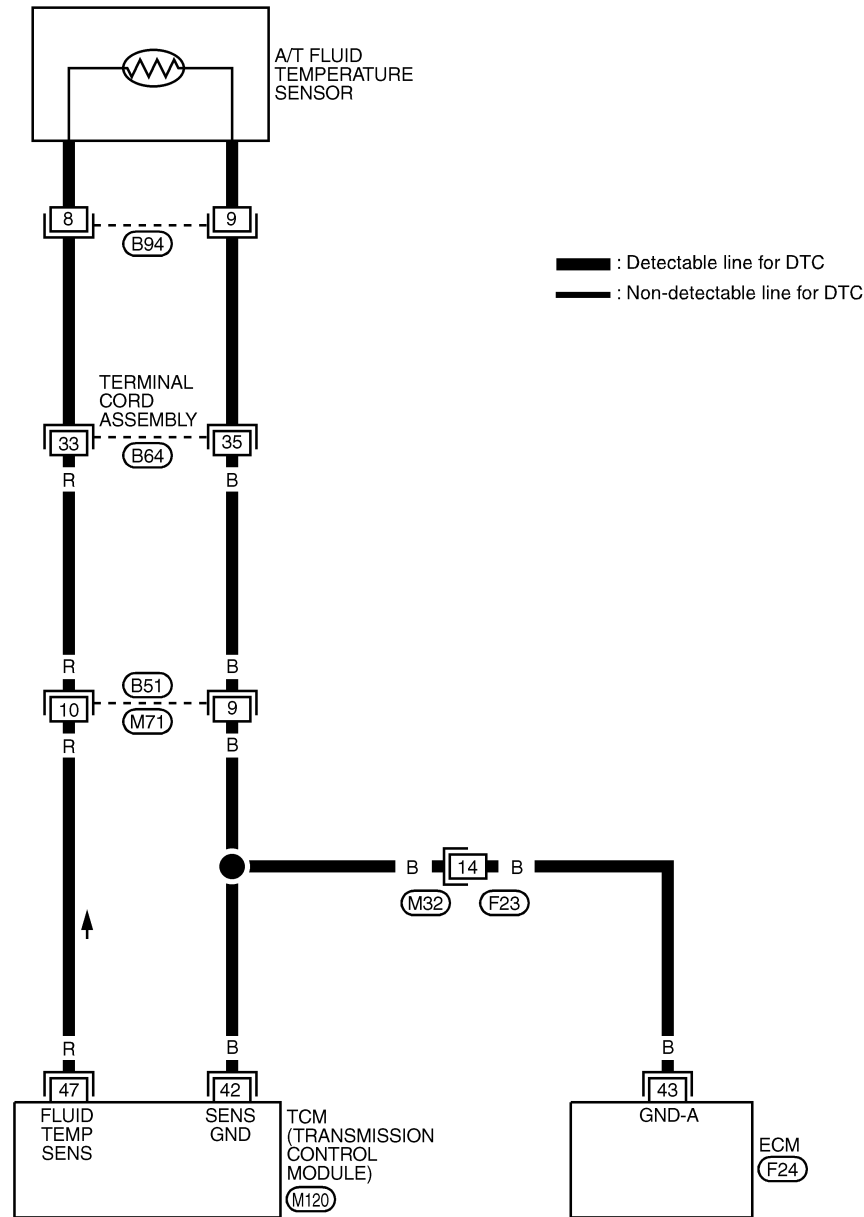 A/T FLUID
TEMPERATURE
SENSOR
8
9
B94
: Detectable line for DTC
: Non-detectable line for DTC
TERMINAL
CORD
ASSEMBLY
33
35
B64
R
B
R
B
B51
10
9
M71
R
B
B
14
B
M32
F23
R
B
B
47
42
43
FLUID
TEMP
SENS
SENS
GND
TCM
(TRANSMISSION
CONTROL
MODULE)
M120
GND-A
ECM
F24